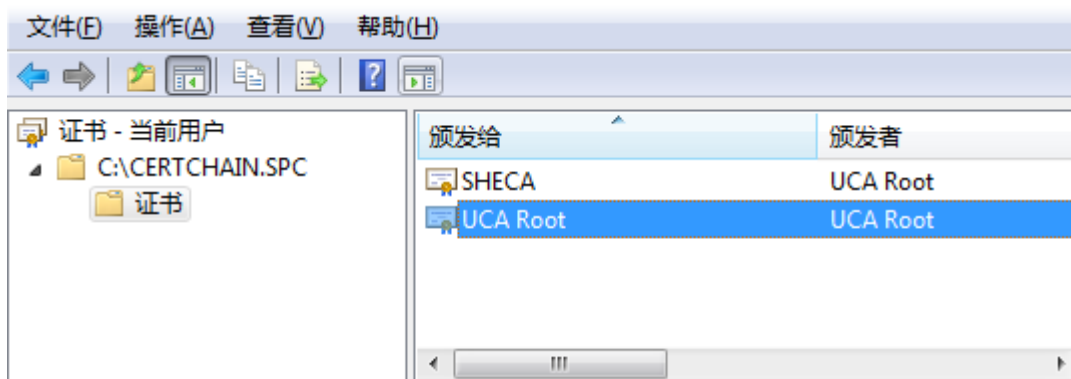 文件(F) 操作(A) 查看(V) 帮助(H)
证书 - 当前用户
C:\CERTCHAIN.SPC
证书
颁发给 颁发者
SHECA UCA Root
UCA Root UCA Root